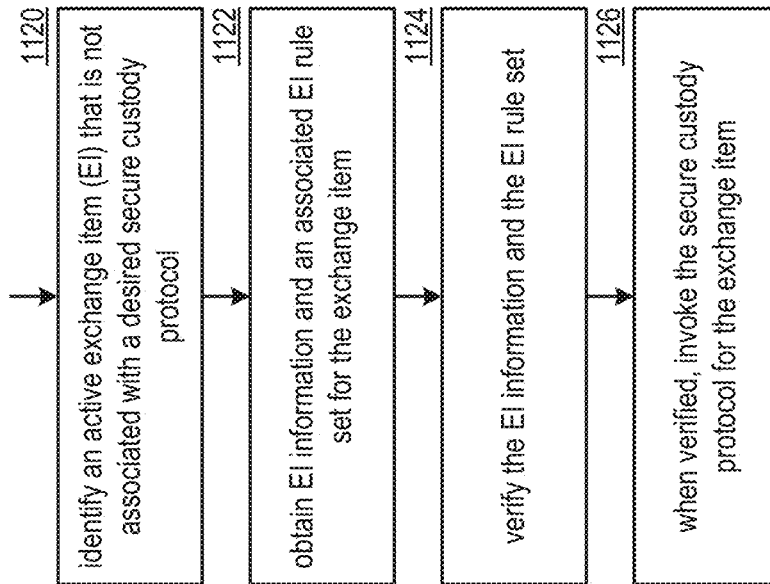 1120
identify an active exchange item (EI) that is not
associated with a desired secure custody
protocol
1122
obtain EI information and an associated EI rule
set for the exchange item
1124
verify the EI information and the EI rule set
1126
when verified, invoke the secure custody
protocol for the exchange item